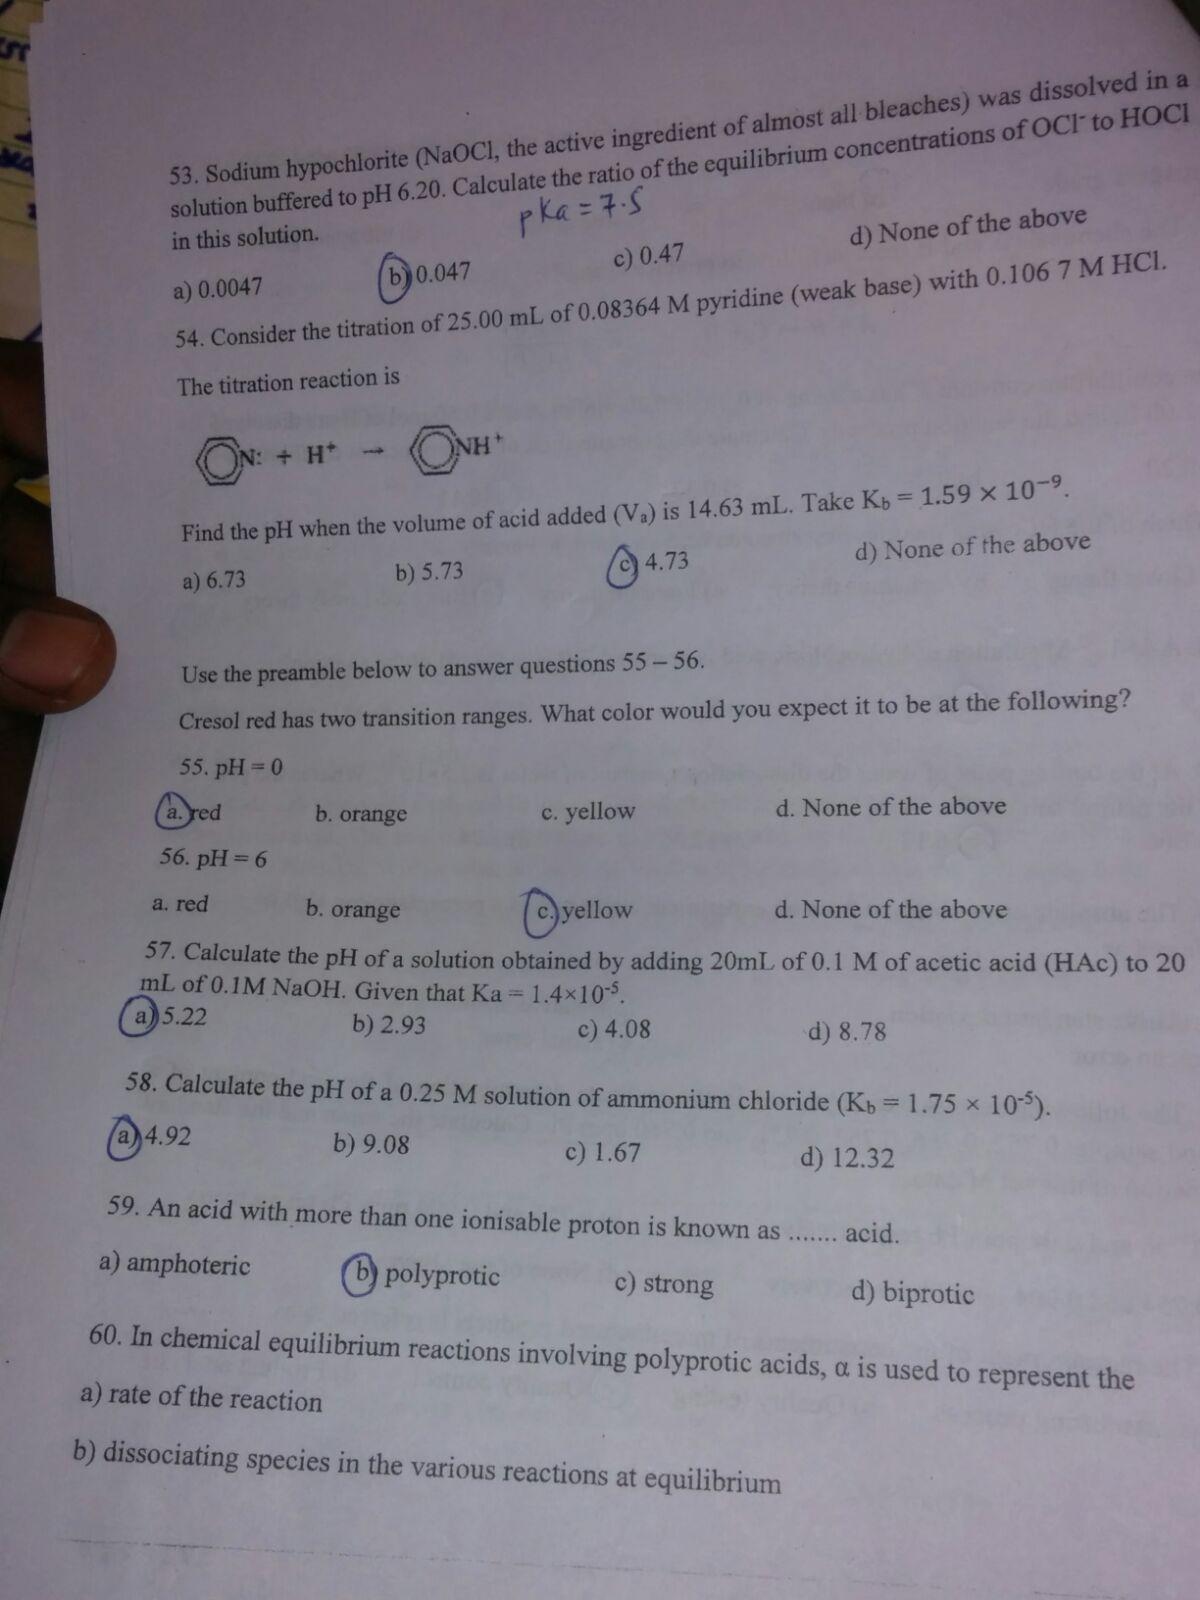 53. Sodium hypochlorite (NaOCl, the active ingredient of almost all bleaches) was dissolved in a
solution buffered to pH 6.20. Calculate the ratio of the equilibrium concentrations of OCl⁻ to HOCl
in this solution.
pKa = 7.5
a) 0.0047 b) 0.047 c) 0.47 d) None of the above
54. Consider the titration of 25.00 mL of 0.08364 M pyridine (weak base) with 0.106 7 M HCl.
The titration reaction is
N: + H⁺ → NH⁺
Find the pH when the volume of acid added (Vₐ) is 14.63 mL. Take K_b = 1.59 × 10⁻⁹.
a) 6.73 b) 5.73 c) 4.73 d) None of the above
Use the preamble below to answer questions 55 – 56.
Cresol red has two transition ranges. What color would you expect it to be at the following?
55. pH = 0
a. red b. orange c. yellow d. None of the above
56. pH = 6
a. red b. orange c. yellow d. None of the above
57. Calculate the pH of a solution obtained by adding 20mL of 0.1 M of acetic acid (HAc) to 20
mL of 0.1M NaOH. Given that Ka = 1.4×10⁻⁵.
a) 5.22 b) 2.93 c) 4.08 d) 8.78
58. Calculate the pH of a 0.25 M solution of ammonium chloride (K_b = 1.75 × 10⁻⁵).
a) 4.92 b) 9.08 c) 1.67 d) 12.32
59. An acid with more than one ionisable proton is known as ....... acid.
a) amphoteric b) polyprotic c) strong d) biprotic
60. In chemical equilibrium reactions involving polyprotic acids, α is used to represent the
a) rate of the reaction
b) dissociating species in the various reactions at equilibrium